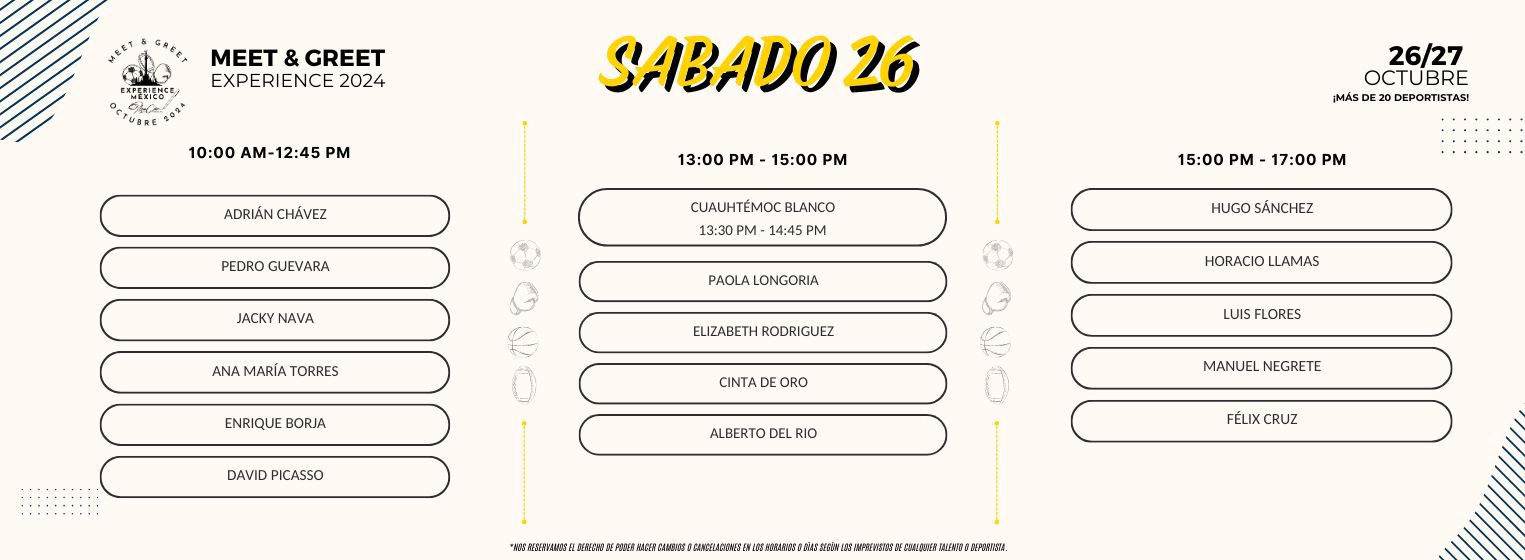 MEET & GREET
EXPERIENCE
MÉXICO
OCTUBRE 2024
MEET & GREET
EXPERIENCE 2024
SABADO 26
26/27
OCTUBRE
¡MÁS DE 20 DEPORTISTAS!
10:00 AM-12:45 PM
ADRIÁN CHÁVEZ
PEDRO GUEVARA
JACKY NAVA
ANA MARÍA TORRES
ENRIQUE BORJA
DAVID PICASSO
13:00 PM - 15:00 PM
CUAUHTÉMOC BLANCO
13:30 PM - 14:45 PM
PAOLA LONGORIA
ELIZABETH RODRIGUEZ
CINTA DE ORO
ALBERTO DEL RIO
15:00 PM - 17:00 PM
HUGO SÁNCHEZ
HORACIO LLAMAS
LUIS FLORES
MANUEL NEGRETE
FÉLIX CRUZ
*NOS RESERVAMOS EL DERECHO DE PODER HACER CAMBIOS O CANCELACIONES EN LOS HORARIOS O DÍAS SEGÚN LOS IMPREVISTOS DE CUALQUIER TALENTO O DEPORTISTA.